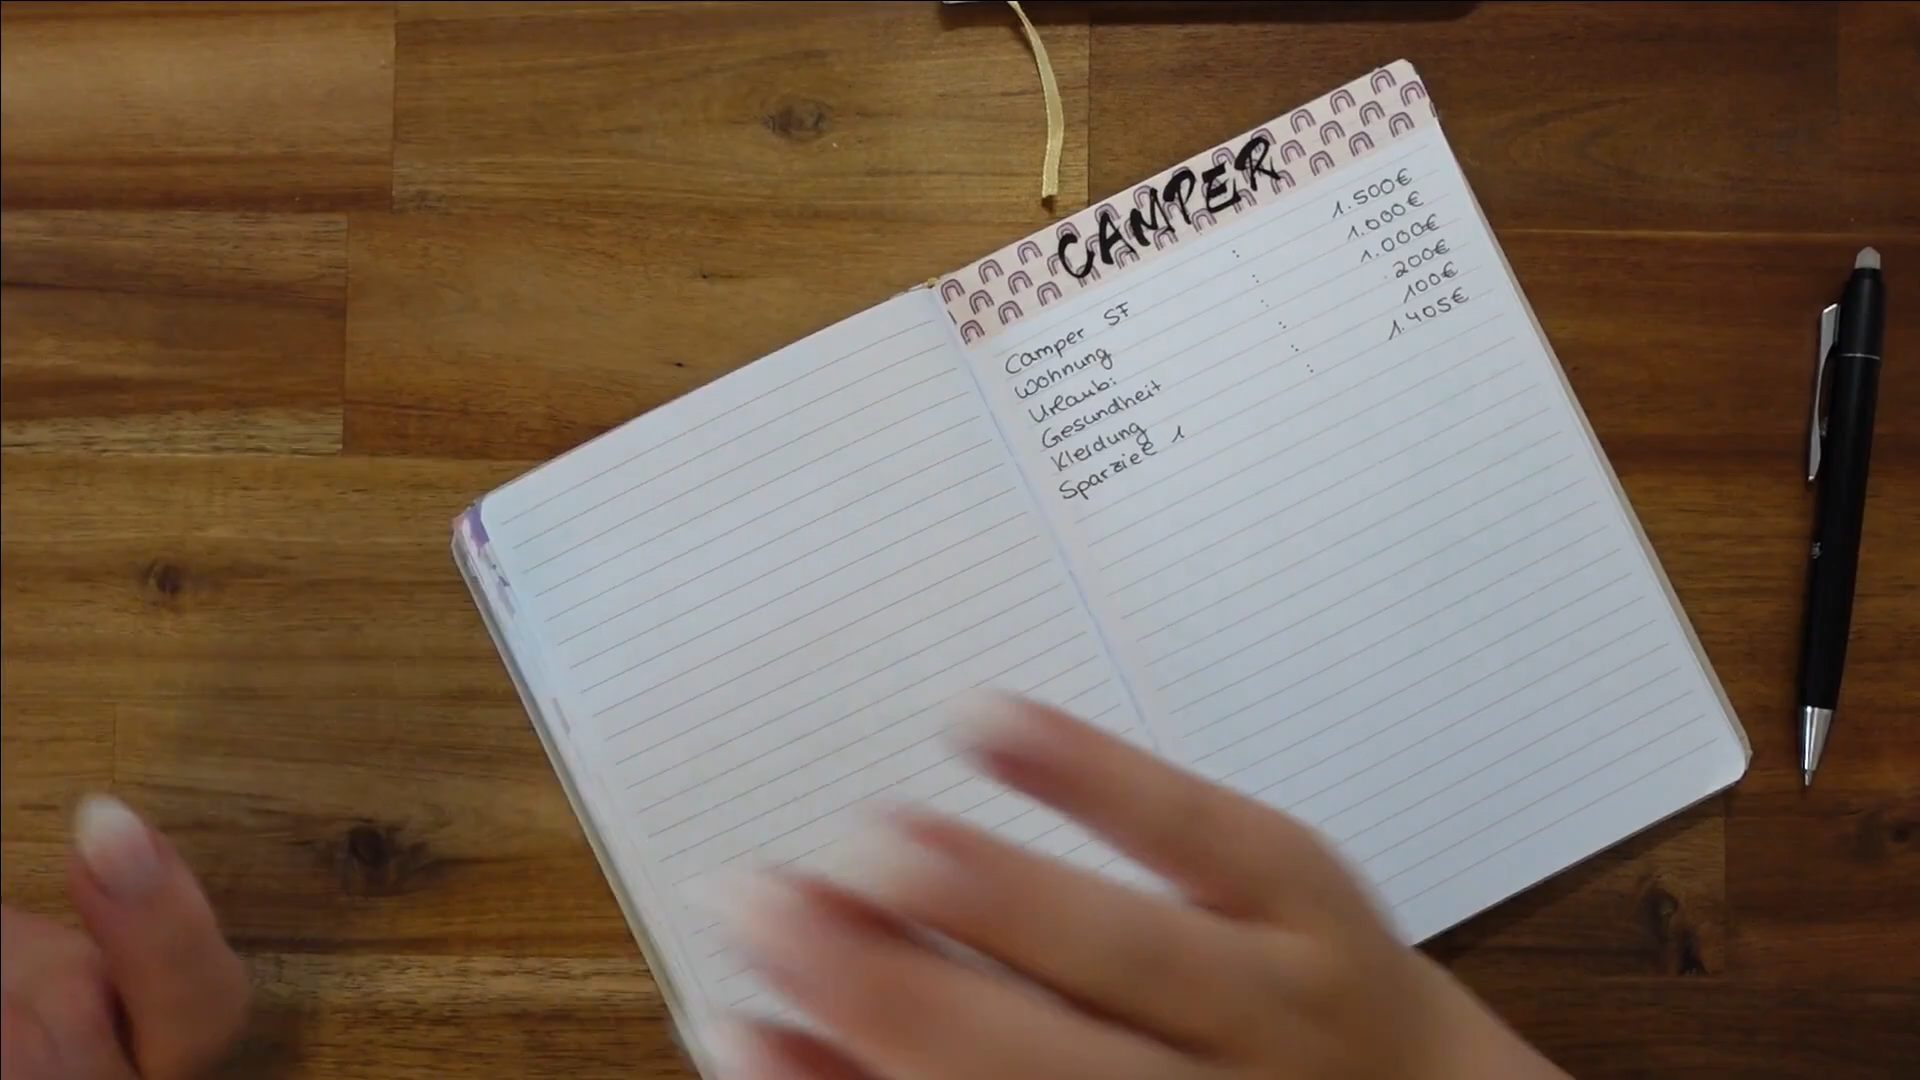 CAMPER
Camper SF : 1.500€
Wohnung : 1.000€
Urlaub: : 1.000€
Gesundheit : 200€
Kleidung : 100€
Sparziel 1 : 1.405€